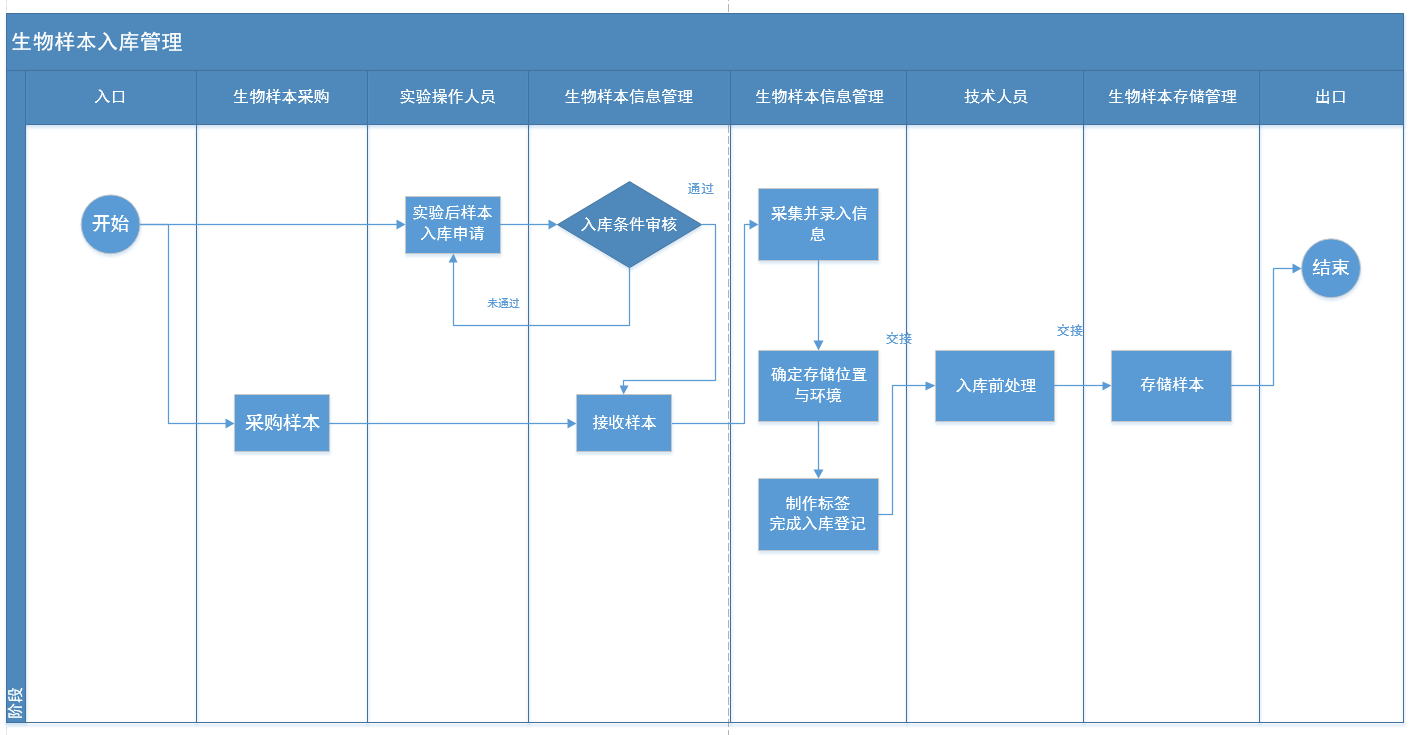 生物样本入库管理
入口
生物样本采购
实验操作人员
生物样本信息管理
生物样本信息管理
技术人员
生物样本存储管理
出口
开始
实验后样本
入库申请
入库条件审核
通过
未通过
采购样本
接收样本
采集并录入信
息
确定存储位置
与环境
制作标签
完成入库登记
交接
入库前处理
交接
存储样本
结束
阶段